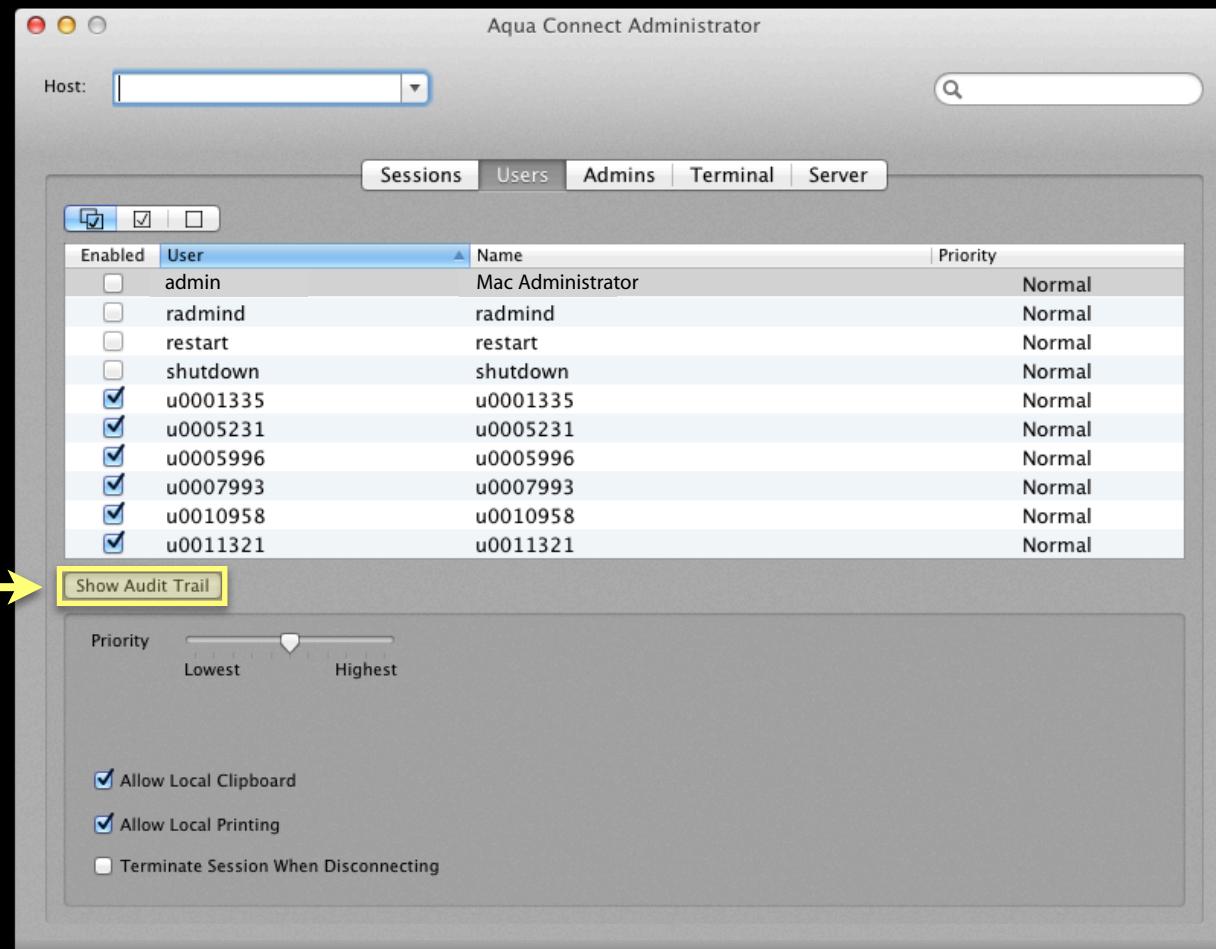 Aqua Connect Administrator
Host:
Sessions Users Admins Terminal Server
Enabled User Name Priority
admin Mac Administrator Normal
radmind radmind Normal
restart restart Normal
shutdown shutdown Normal
u0001335 u0001335 Normal
u0005231 u0005231 Normal
u0005996 u0005996 Normal
u0007993 u0007993 Normal
u0010958 u0010958 Normal
u0011321 u0011321 Normal
Show Audit Trail
Priority
Lowest Highest
Allow Local Clipboard
Allow Local Printing
Terminate Session When Disconnecting